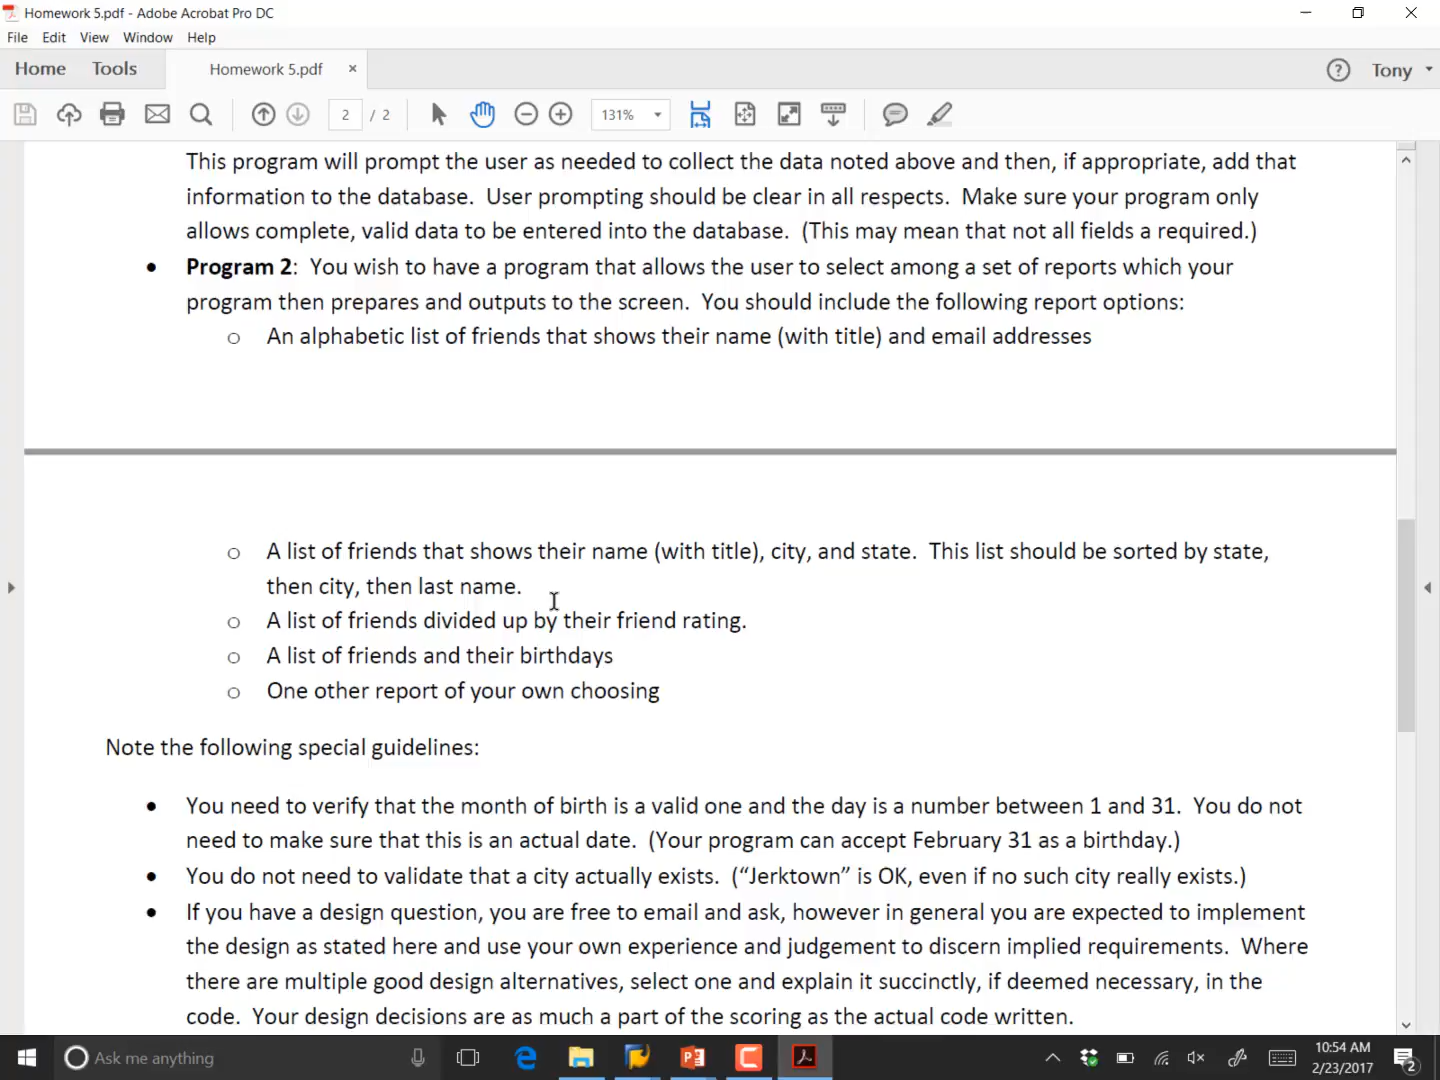 Homework 5.pdf - Adobe Acrobat Pro DC
File Edit View Window Help
Home Tools Homework 5.pdf × Tony
2 / 2 131%
This program will prompt the user as needed to collect the data noted above and then, if appropriate, add that
information to the database. User prompting should be clear in all respects. Make sure your program only
allows complete, valid data to be entered into the database. (This may mean that not all fields a required.)
• Program 2: You wish to have a program that allows the user to select among a set of reports which your
program then prepares and outputs to the screen. You should include the following report options:
o An alphabetic list of friends that shows their name (with title) and email addresses
o A list of friends that shows their name (with title), city, and state. This list should be sorted by state,
then city, then last name.
o A list of friends divided up by their friend rating.
o A list of friends and their birthdays
o One other report of your own choosing
Note the following special guidelines:
• You need to verify that the month of birth is a valid one and the day is a number between 1 and 31. You do not
need to make sure that this is an actual date. (Your program can accept February 31 as a birthday.)
• You do not need to validate that a city actually exists. (“Jerktown” is OK, even if no such city really exists.)
• If you have a design question, you are free to email and ask, however in general you are expected to implement
the design as stated here and use your own experience and judgement to discern implied requirements. Where
there are multiple good design alternatives, select one and explain it succinctly, if deemed necessary, in the
code. Your design decisions are as much a part of the scoring as the actual code written.
Ask me anything
10:54 AM
2/23/2017
2